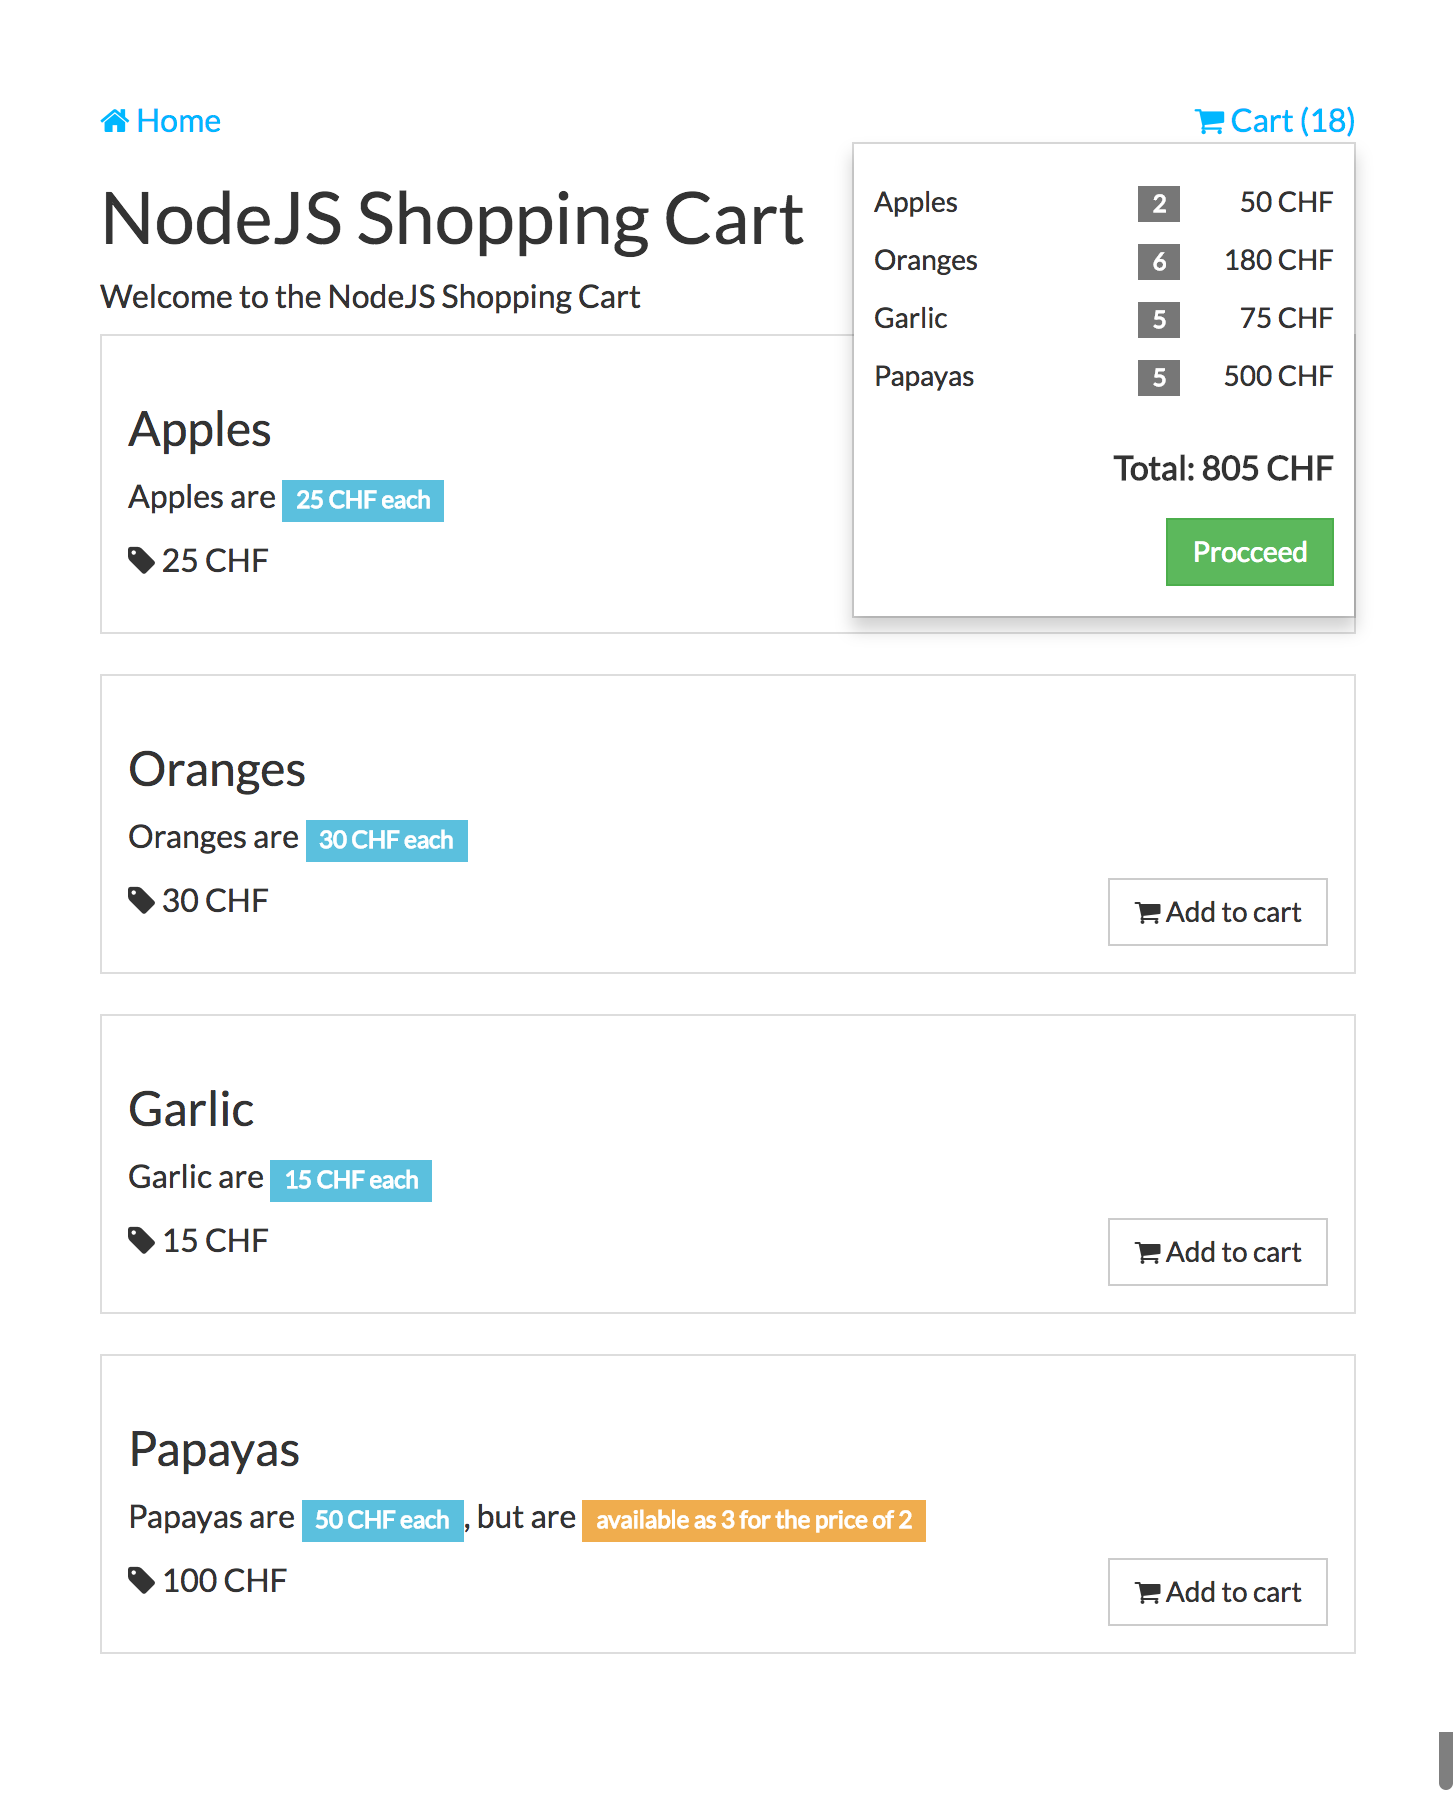 Home
Cart (18)
NodeJS Shopping Cart
Welcome to the NodeJS Shopping Cart
Apples 2 50 CHF
Oranges 6 180 CHF
Garlic 5 75 CHF
Papayas 5 500 CHF
Total: 805 CHF
Procceed
Apples
Apples are 25 CHF each
25 CHF
Oranges
Oranges are 30 CHF each
30 CHF
Add to cart
Garlic
Garlic are 15 CHF each
15 CHF
Add to cart
Papayas
Papayas are 50 CHF each, but are available as 3 for the price of 2
100 CHF
Add to cart